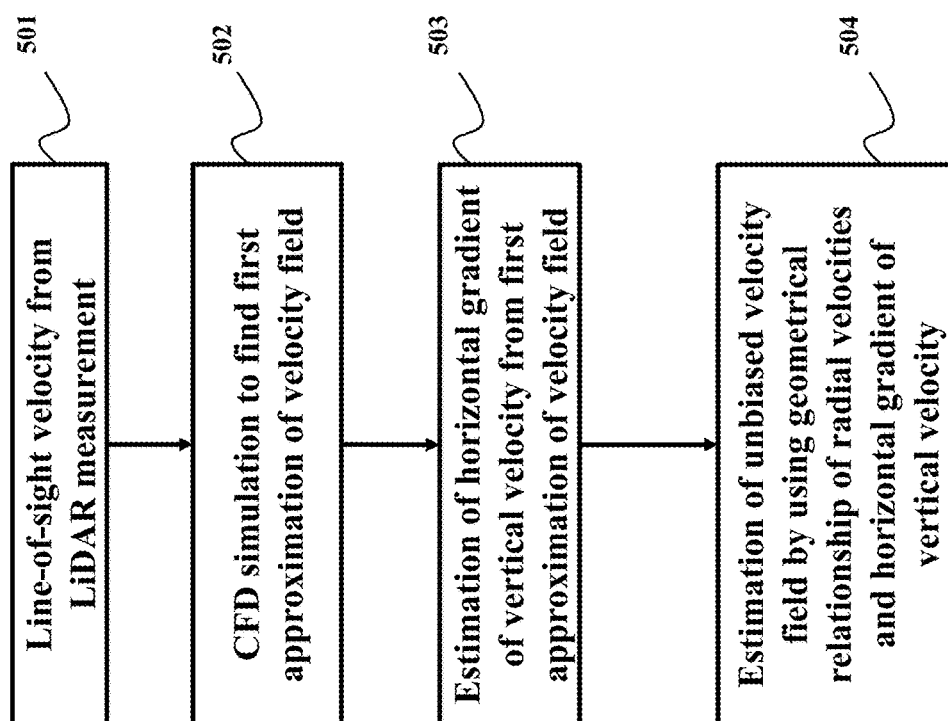 Line-of-sight velocity from
LiDAR measurement
501
CFD simulation to find first
approximation of velocity field
502
Estimation of horizontal gradient
of vertical velocity from first
approximation of velocity field
503
Estimation of unbiased velocity
field by using geometrical
relationship of radial velocities
and horizontal gradient of
vertical velocity
504